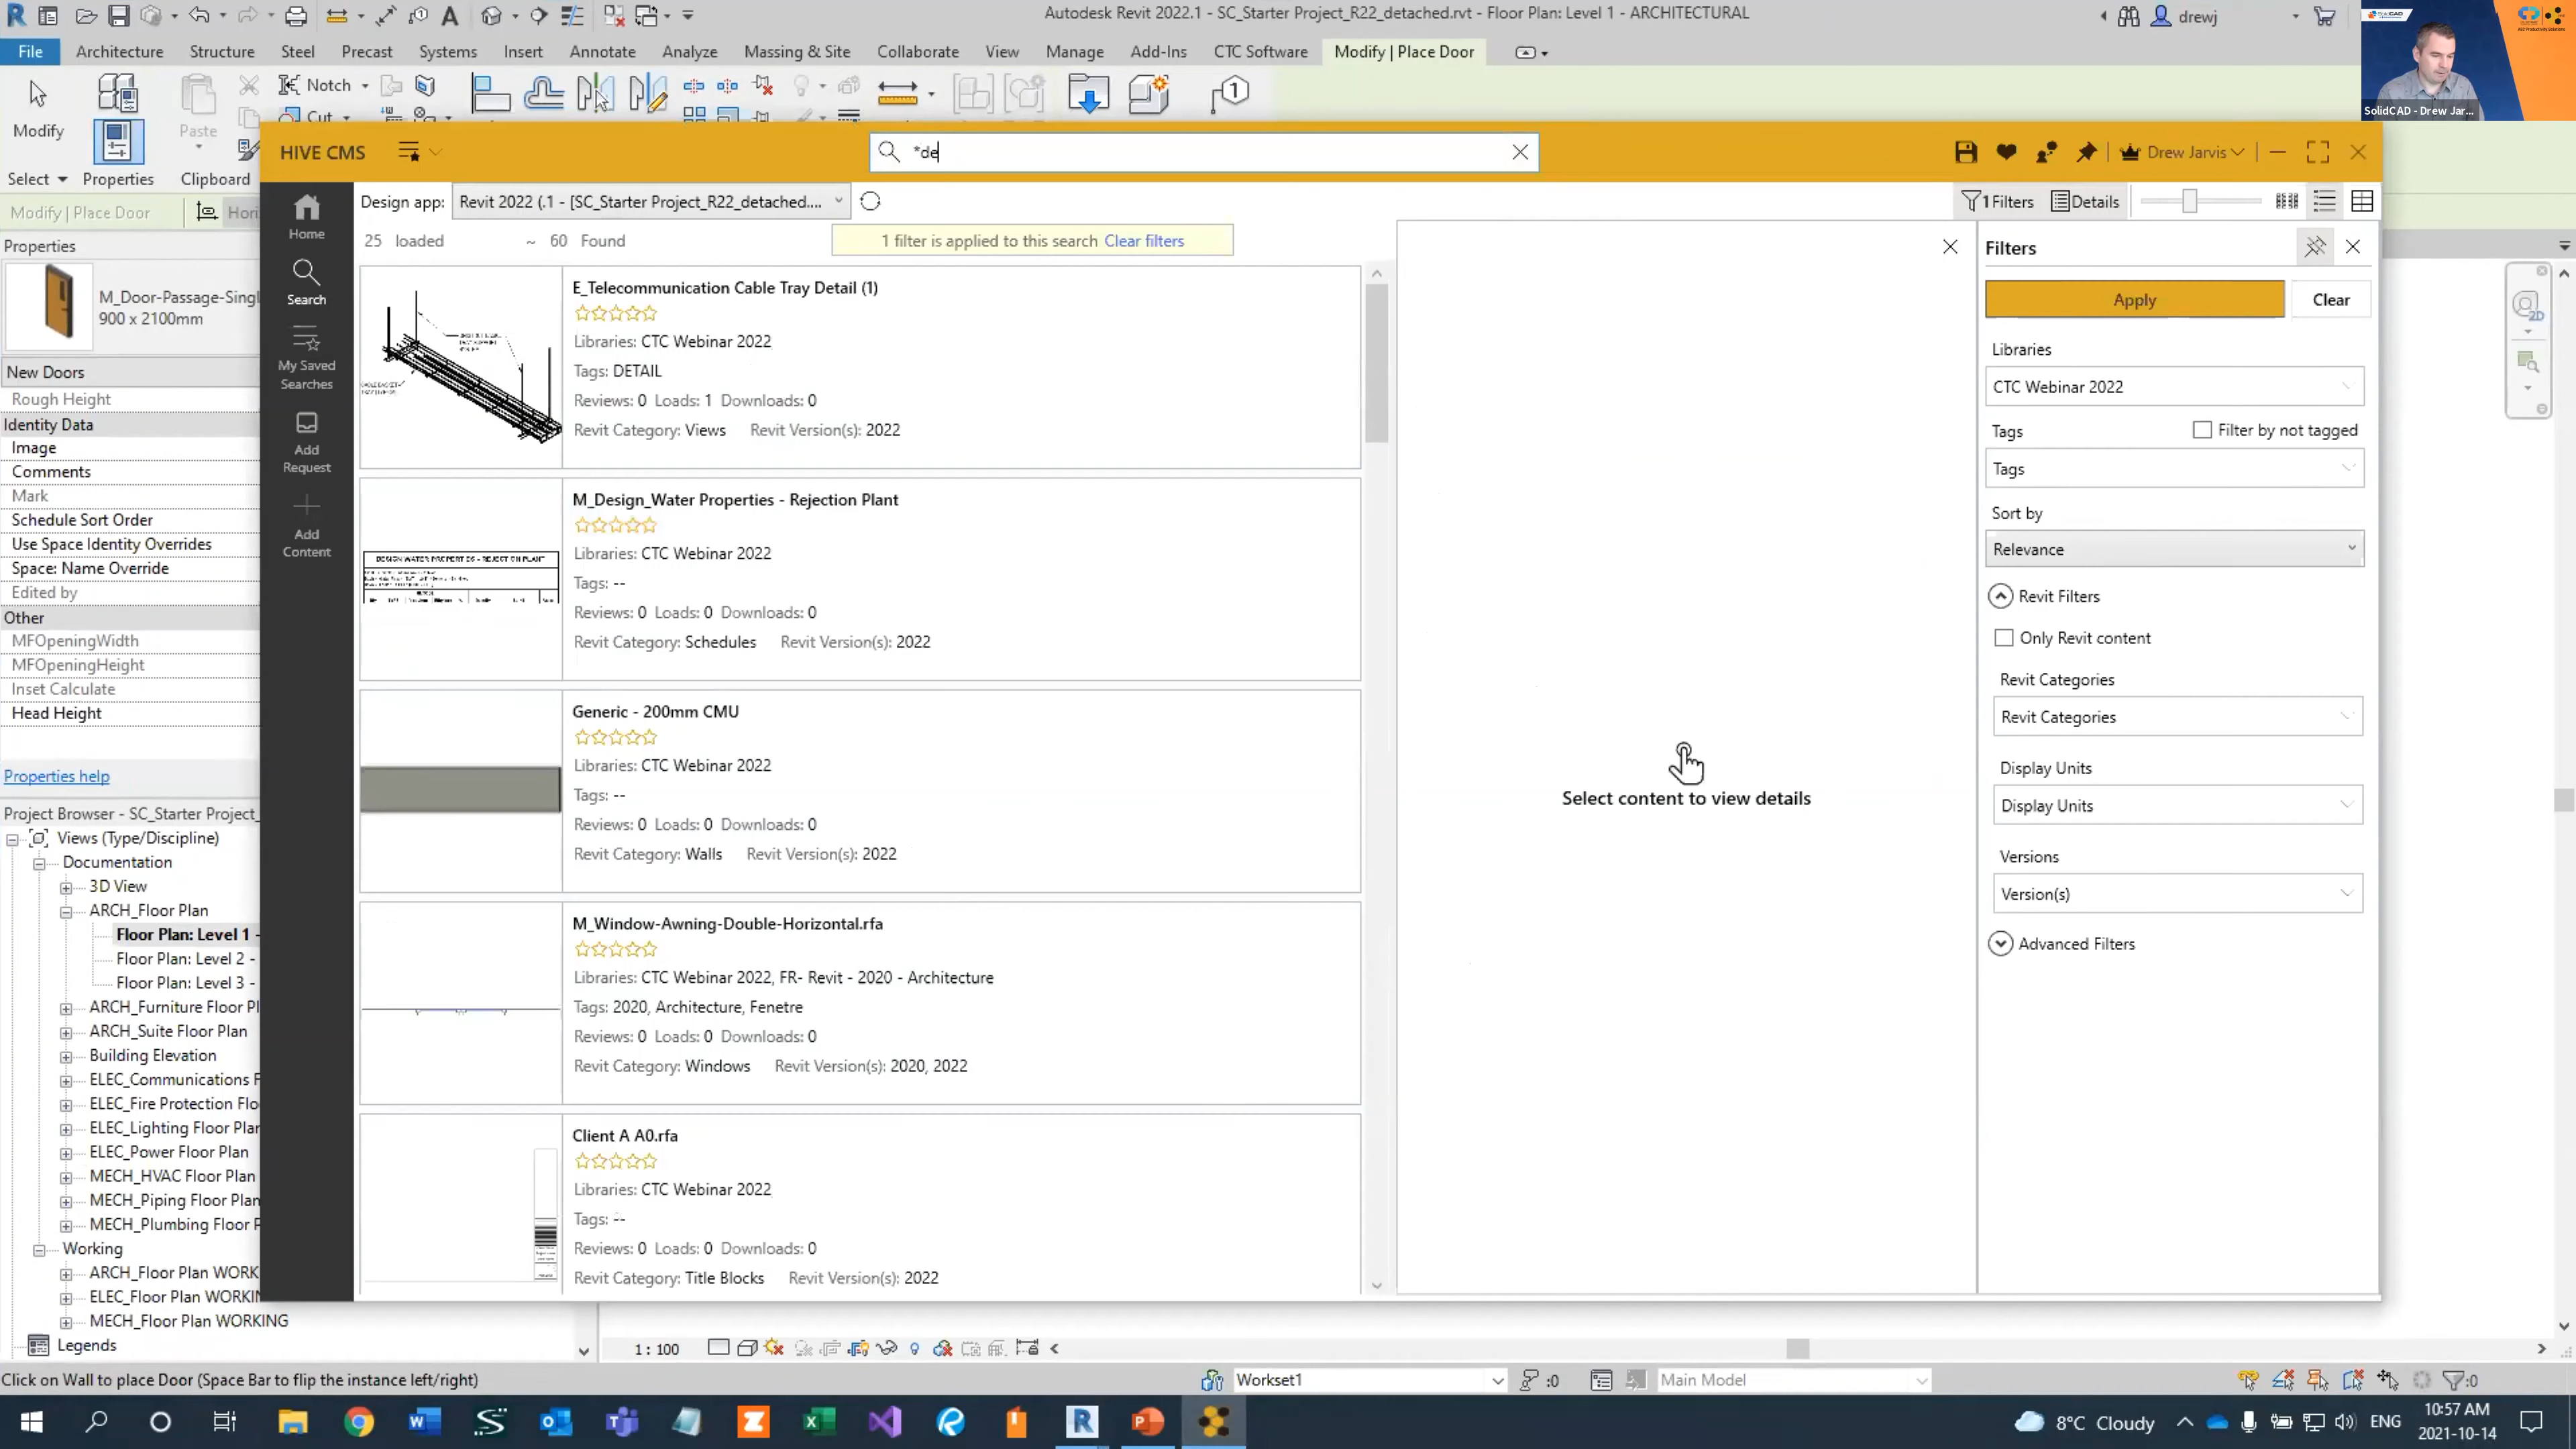 Autodesk Revit 2022.1 - SC_Starter Project_R22_detached.rvt - Floor Plan: Level 1 - ARCHITECTURAL
drewj
File Architecture Structure Steel Precast Systems Insert Annotate Analyze Massing & Site Collaborate View Manage Add-Ins CTC Software Modify | Place Door
SolidCAD - Drew Jar...
Notch
Modify
Paste
Cut
Select Properties Clipboard
HIVE CMS
*de
Drew Jarvis
Modify | Place Door
Design app: Revit 2022 (.1 - [SC_Starter Project_R22_detached....
1 Filters Details
25 loaded ~ 60 Found
1 filter is applied to this search Clear filters
Properties
M_Door-Passage-Singl
900 x 2100mm
New Doors
Rough Height
Identity Data
Image
Comments
Mark
Schedule Sort Order
Use Space Identity Overrides
Space: Name Override
Edited by
Other
MFOpeningWidth
MFOpeningHeight
Inset Calculate
Head Height
Properties help
Project Browser - SC_Starter Project_
Views (Type/Discipline)
Documentation
3D View
ARCH_Floor Plan
Floor Plan: Level 1 -
Floor Plan: Level 2 -
Floor Plan: Level 3 -
ARCH_Furniture Floor Pl
ARCH_Suite Floor Plan
Building Elevation
ELEC_Communications F
ELEC_Fire Protection Flo
ELEC_Lighting Floor Plan
ELEC_Power Floor Plan
MECH_HVAC Floor Plan
MECH_Piping Floor Plan
MECH_Plumbing Floor P
Working
ARCH_Floor Plan WORK
ELEC_Floor Plan WORKIN
MECH_Floor Plan WORKING
Legends
Home
Search
My Saved
Searches
Add
Request
Add
Content
E_Telecommunication Cable Tray Detail (1)
Libraries: CTC Webinar 2022
Tags: DETAIL
Reviews: 0 Loads: 1 Downloads: 0
Revit Category: Views Revit Version(s): 2022
M_Design_Water Properties - Rejection Plant
DESIGN WATER PROPERTIES - REJECTION PLANT
Libraries: CTC Webinar 2022
Tags: --
Reviews: 0 Loads: 0 Downloads: 0
Revit Category: Schedules Revit Version(s): 2022
Generic - 200mm CMU
Libraries: CTC Webinar 2022
Tags: --
Reviews: 0 Loads: 0 Downloads: 0
Revit Category: Walls Revit Version(s): 2022
M_Window-Awning-Double-Horizontal.rfa
Libraries: CTC Webinar 2022, FR- Revit - 2020 - Architecture
Tags: 2020, Architecture, Fenetre
Reviews: 0 Loads: 0 Downloads: 0
Revit Category: Windows Revit Version(s): 2020, 2022
Client A A0.rfa
Libraries: CTC Webinar 2022
Tags: --
Reviews: 0 Loads: 0 Downloads: 0
Revit Category: Title Blocks Revit Version(s): 2022
Select content to view details
Filters
Apply Clear
Libraries
CTC Webinar 2022
Tags Filter by not tagged
Tags
Sort by
Relevance
Revit Filters
Only Revit content
Revit Categories
Revit Categories
Display Units
Display Units
Versions
Version(s)
Advanced Filters
2D
1 : 100
Click on Wall to place Door (Space Bar to flip the instance left/right)
Workset1
:0
Main Model
:0
8°C Cloudy
ENG
10:57 AM
2021-10-14